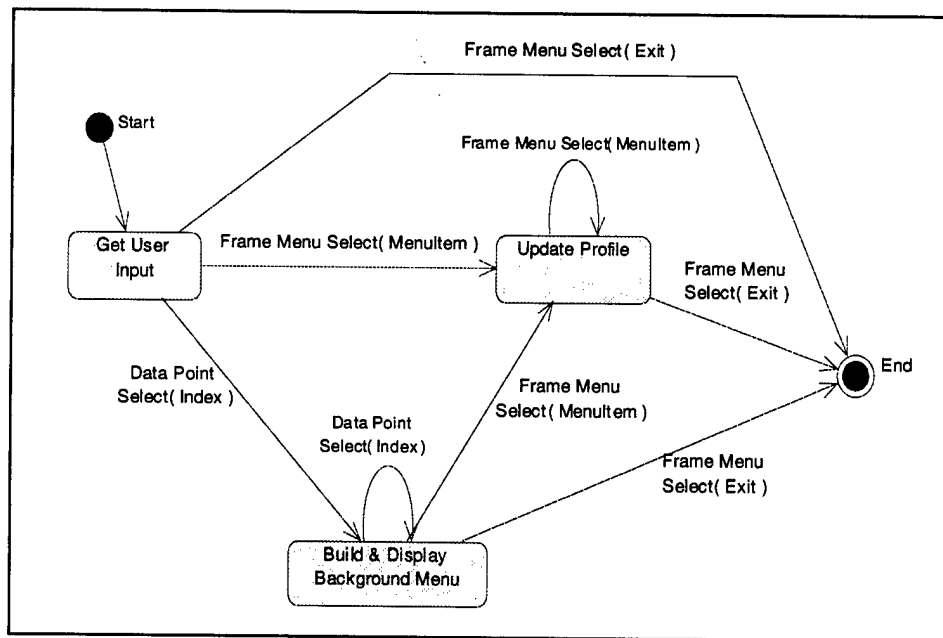 Frame Menu Select( Exit )
Start
Frame Menu Select( MenuItem )
Get User
Input
Frame Menu Select( MenuItem )
Update Profile
Frame Menu
Select( Exit )
End
Data Point
Select( Index )
Frame Menu
Select( MenuItem )
Data Point
Select( Index )
Frame Menu
Select( Exit )
Build & Display
Background Menu